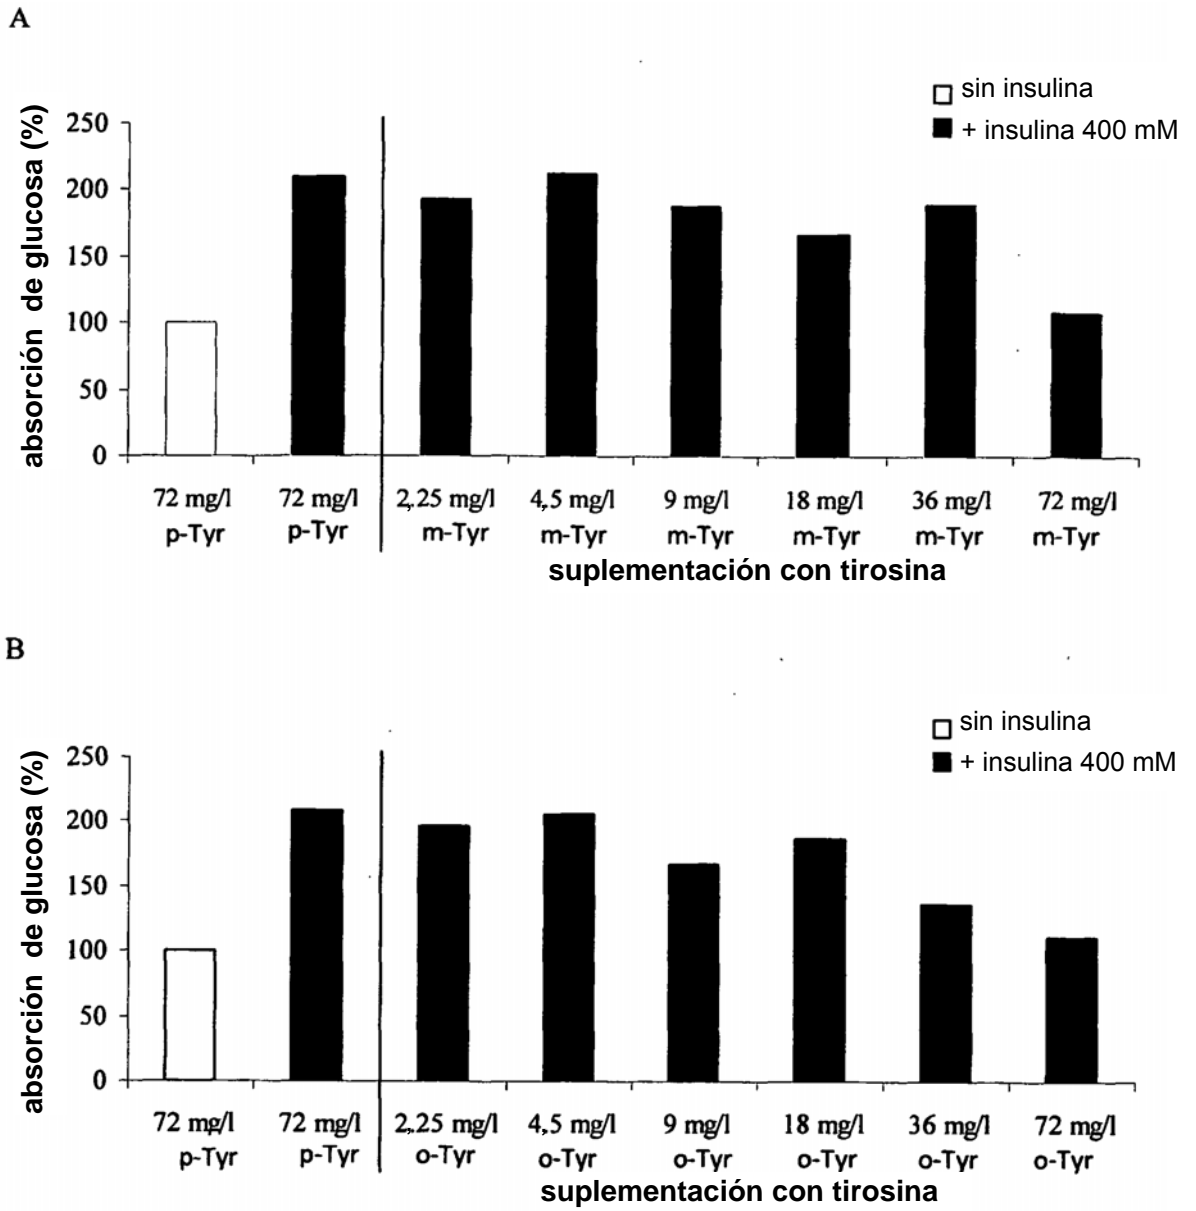 A
sin insulina
+ insulina 400 mM
absorción de glucosa (%)
250
200
150
100
50
0
72 mg/l 72 mg/l 2,25 mg/l 4,5 mg/l 9 mg/l 18 mg/l 36 mg/l 72 mg/l
p-Tyr p-Tyr m-Tyr m-Tyr m-Tyr m-Tyr m-Tyr m-Tyr
suplementación con tirosina
B
sin insulina
+ insulina 400 mM
absorción de glucosa (%)
250
200
150
100
50
0
72 mg/l 72 mg/l 2,25 mg/l 4,5 mg/l 9 mg/l 18 mg/l 36 mg/l 72 mg/l
p-Tyr p-Tyr o-Tyr o-Tyr o-Tyr o-Tyr o-Tyr o-Tyr
suplementación con tirosina